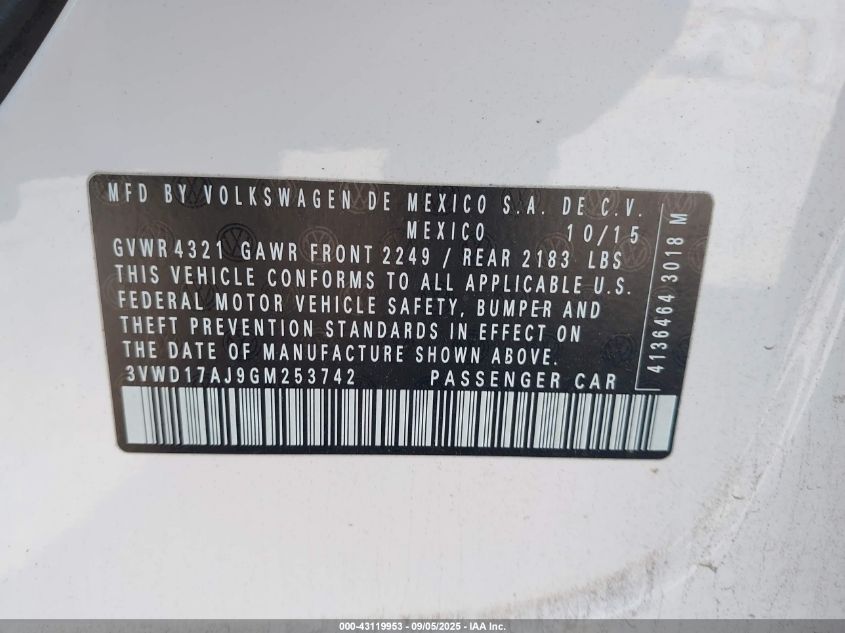 MFD BY VOLKSWAGEN DE MEXICO S.A. DE C.V.
MEXICO 10/15
GVWR 4321 GAWR FRONT 2249 / REAR 2183 LBS
THIS VEHICLE CONFORMS TO ALL APPLICABLE U.S.
FEDERAL MOTOR VEHICLE SAFETY, BUMPER AND
THEFT PREVENTION STANDARDS IN EFFECT ON
THE DATE OF MANUFACTURE SHOWN ABOVE.
3VWD17AJ9GM253742 PASSENGER CAR
4136464 3018 M
000-43119953 - 09/05/2025 - IAA Inc.